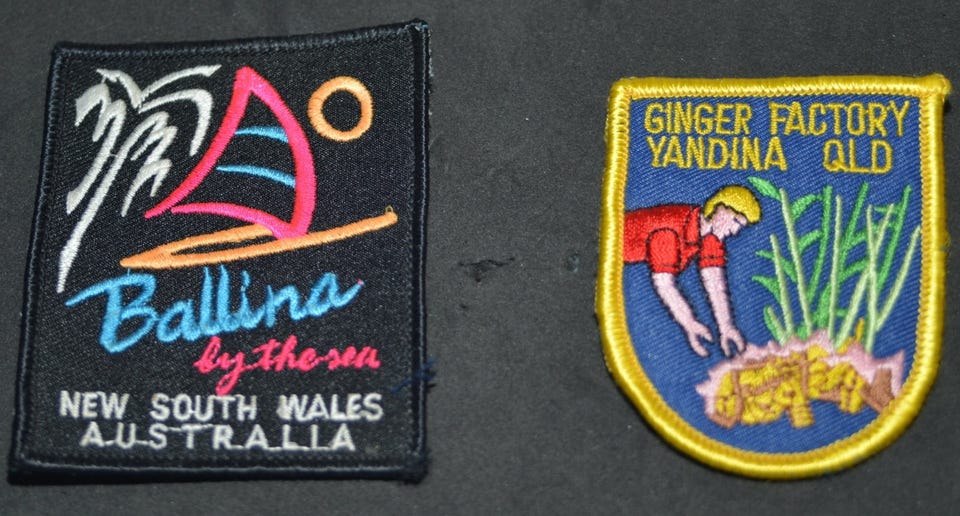 Ballina
by the sea
NEW SOUTH WALES
AUSTRALIA
GINGER FACTORY
YANDINA QLD